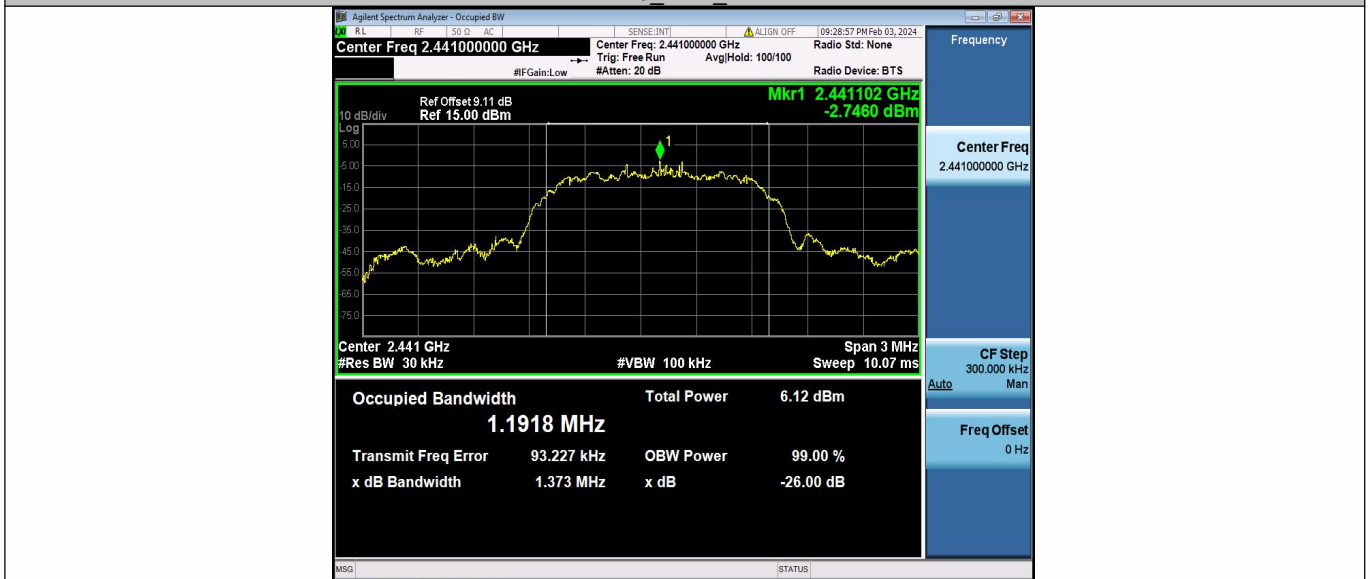 Agilent Spectrum Analyzer - Occupied BW
RL RF 50 Ω AC SENSE:INT ALIGN OFF 09:28:57 PM Feb 03, 2024
Center Freq 2.441000000 GHz
Center Freq: 2.441000000 GHz
Radio Std: None
Trig: Free Run Avg|Hold: 100/100
#IFGain:Low
#Atten: 20 dB
Radio Device: BTS
Frequency
Mkr1 2.441102 GHz
-2.7460 dBm
Ref Offset 9.11 dB
10 dB/div Ref 15.00 dBm
Log
1
5.00
-5.00
-15.0
-25.0
-35.0
-45.0
-55.0
-65.0
-75.0
Center 2.441 GHz Span 3 MHz
#Res BW 30 kHz #VBW 100 kHz Sweep 10.07 ms
Occupied Bandwidth Total Power 6.12 dBm
1.1918 MHz
Transmit Freq Error 93.227 kHz OBW Power 99.00 %
x dB Bandwidth 1.373 MHz x dB -26.00 dB
Center Freq
2.441000000 GHz
CF Step
300.000 kHz
Auto Man
Freq Offset
0 Hz
MSG STATUS